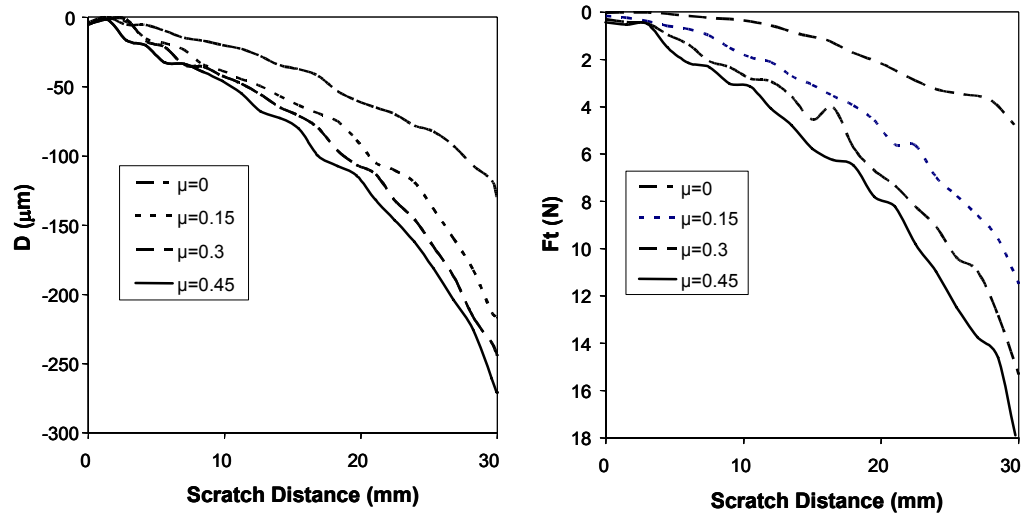 0
-50
-100
-150
-200
-250
-300
D (µm)
µ=0
µ=0.15
µ=0.3
µ=0.45
0 10 20 30
Scratch Distance (mm)
0
2
4
6
8
10
12
14
16
18
Ft (N)
µ=0
µ=0.15
µ=0.3
µ=0.45
0 10 20 30
Scratch Distance (mm)